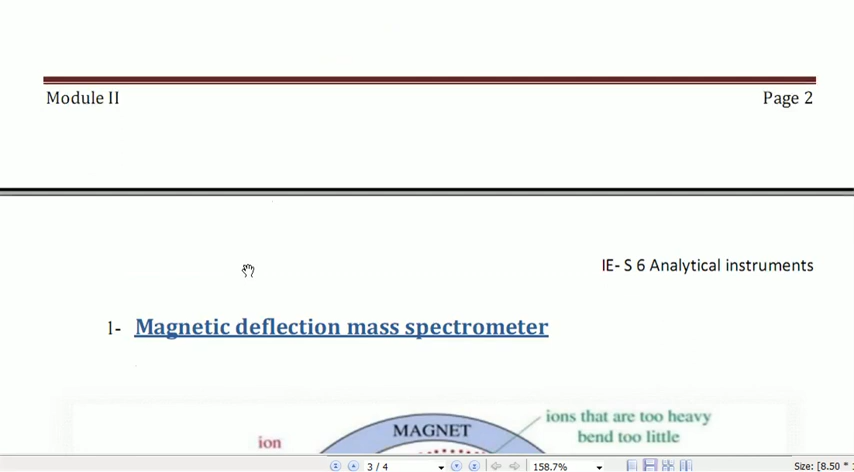 Module II
Page 2
IE- S 6 Analytical instruments
1- Magnetic deflection mass spectrometer
ions that are too heavy
bend too little
MAGNET
ion
3 / 4
158.7%
Size: [8.50 *